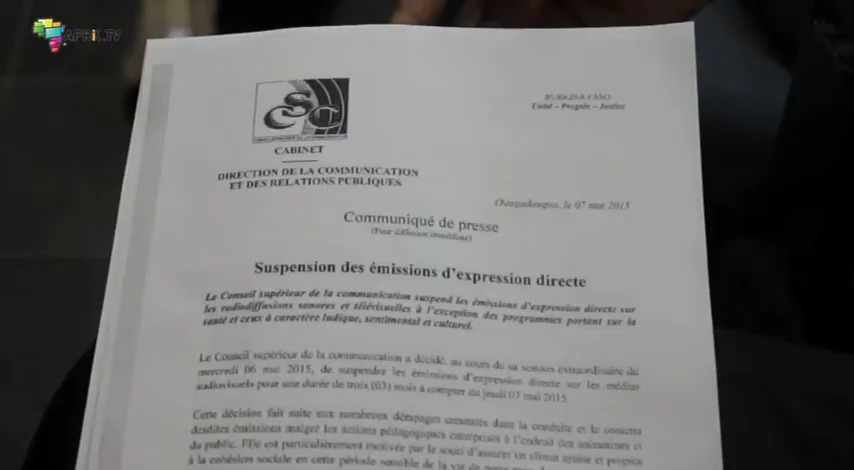 AFRIK.TV
CSC
BURKINA FASO
Unité – Progrès – Justice
CABINET
DIRECTION DE LA COMMUNICATION
ET DES RELATIONS PUBLIQUES
Ouagadougou, le 07 mai 2015
Communiqué de presse
(Pour diffusion immédiate)
Suspension des émissions d'expression directe
Le Conseil supérieur de la communication suspend les émissions d'expression directe sur
les radiodiffusions sonores et télévisuelles à l'exception des programmes portant sur la
santé et ceux à caractère ludique, sentimental et culturel.
Le Conseil supérieur de la communication a décidé, au cours de sa session extraordinaire du
mercredi 06 mai 2015, de suspendre les émissions d'expression directe sur les médias
audiovisuels pour une durée de trois (03) mois à compter du jeudi 07 mai 2015
Cette décision fait suite aux nombreux dérapages constatés dans la conduite et le contenu
desdites émissions malgré les actions pédagogiques entreprises à l'endroit des animateurs et
du public. Elle est particulièrement motivée par le souci d'assurer un climat apaisé et propice
à la cohésion sociale en cette période sensible de la vie de